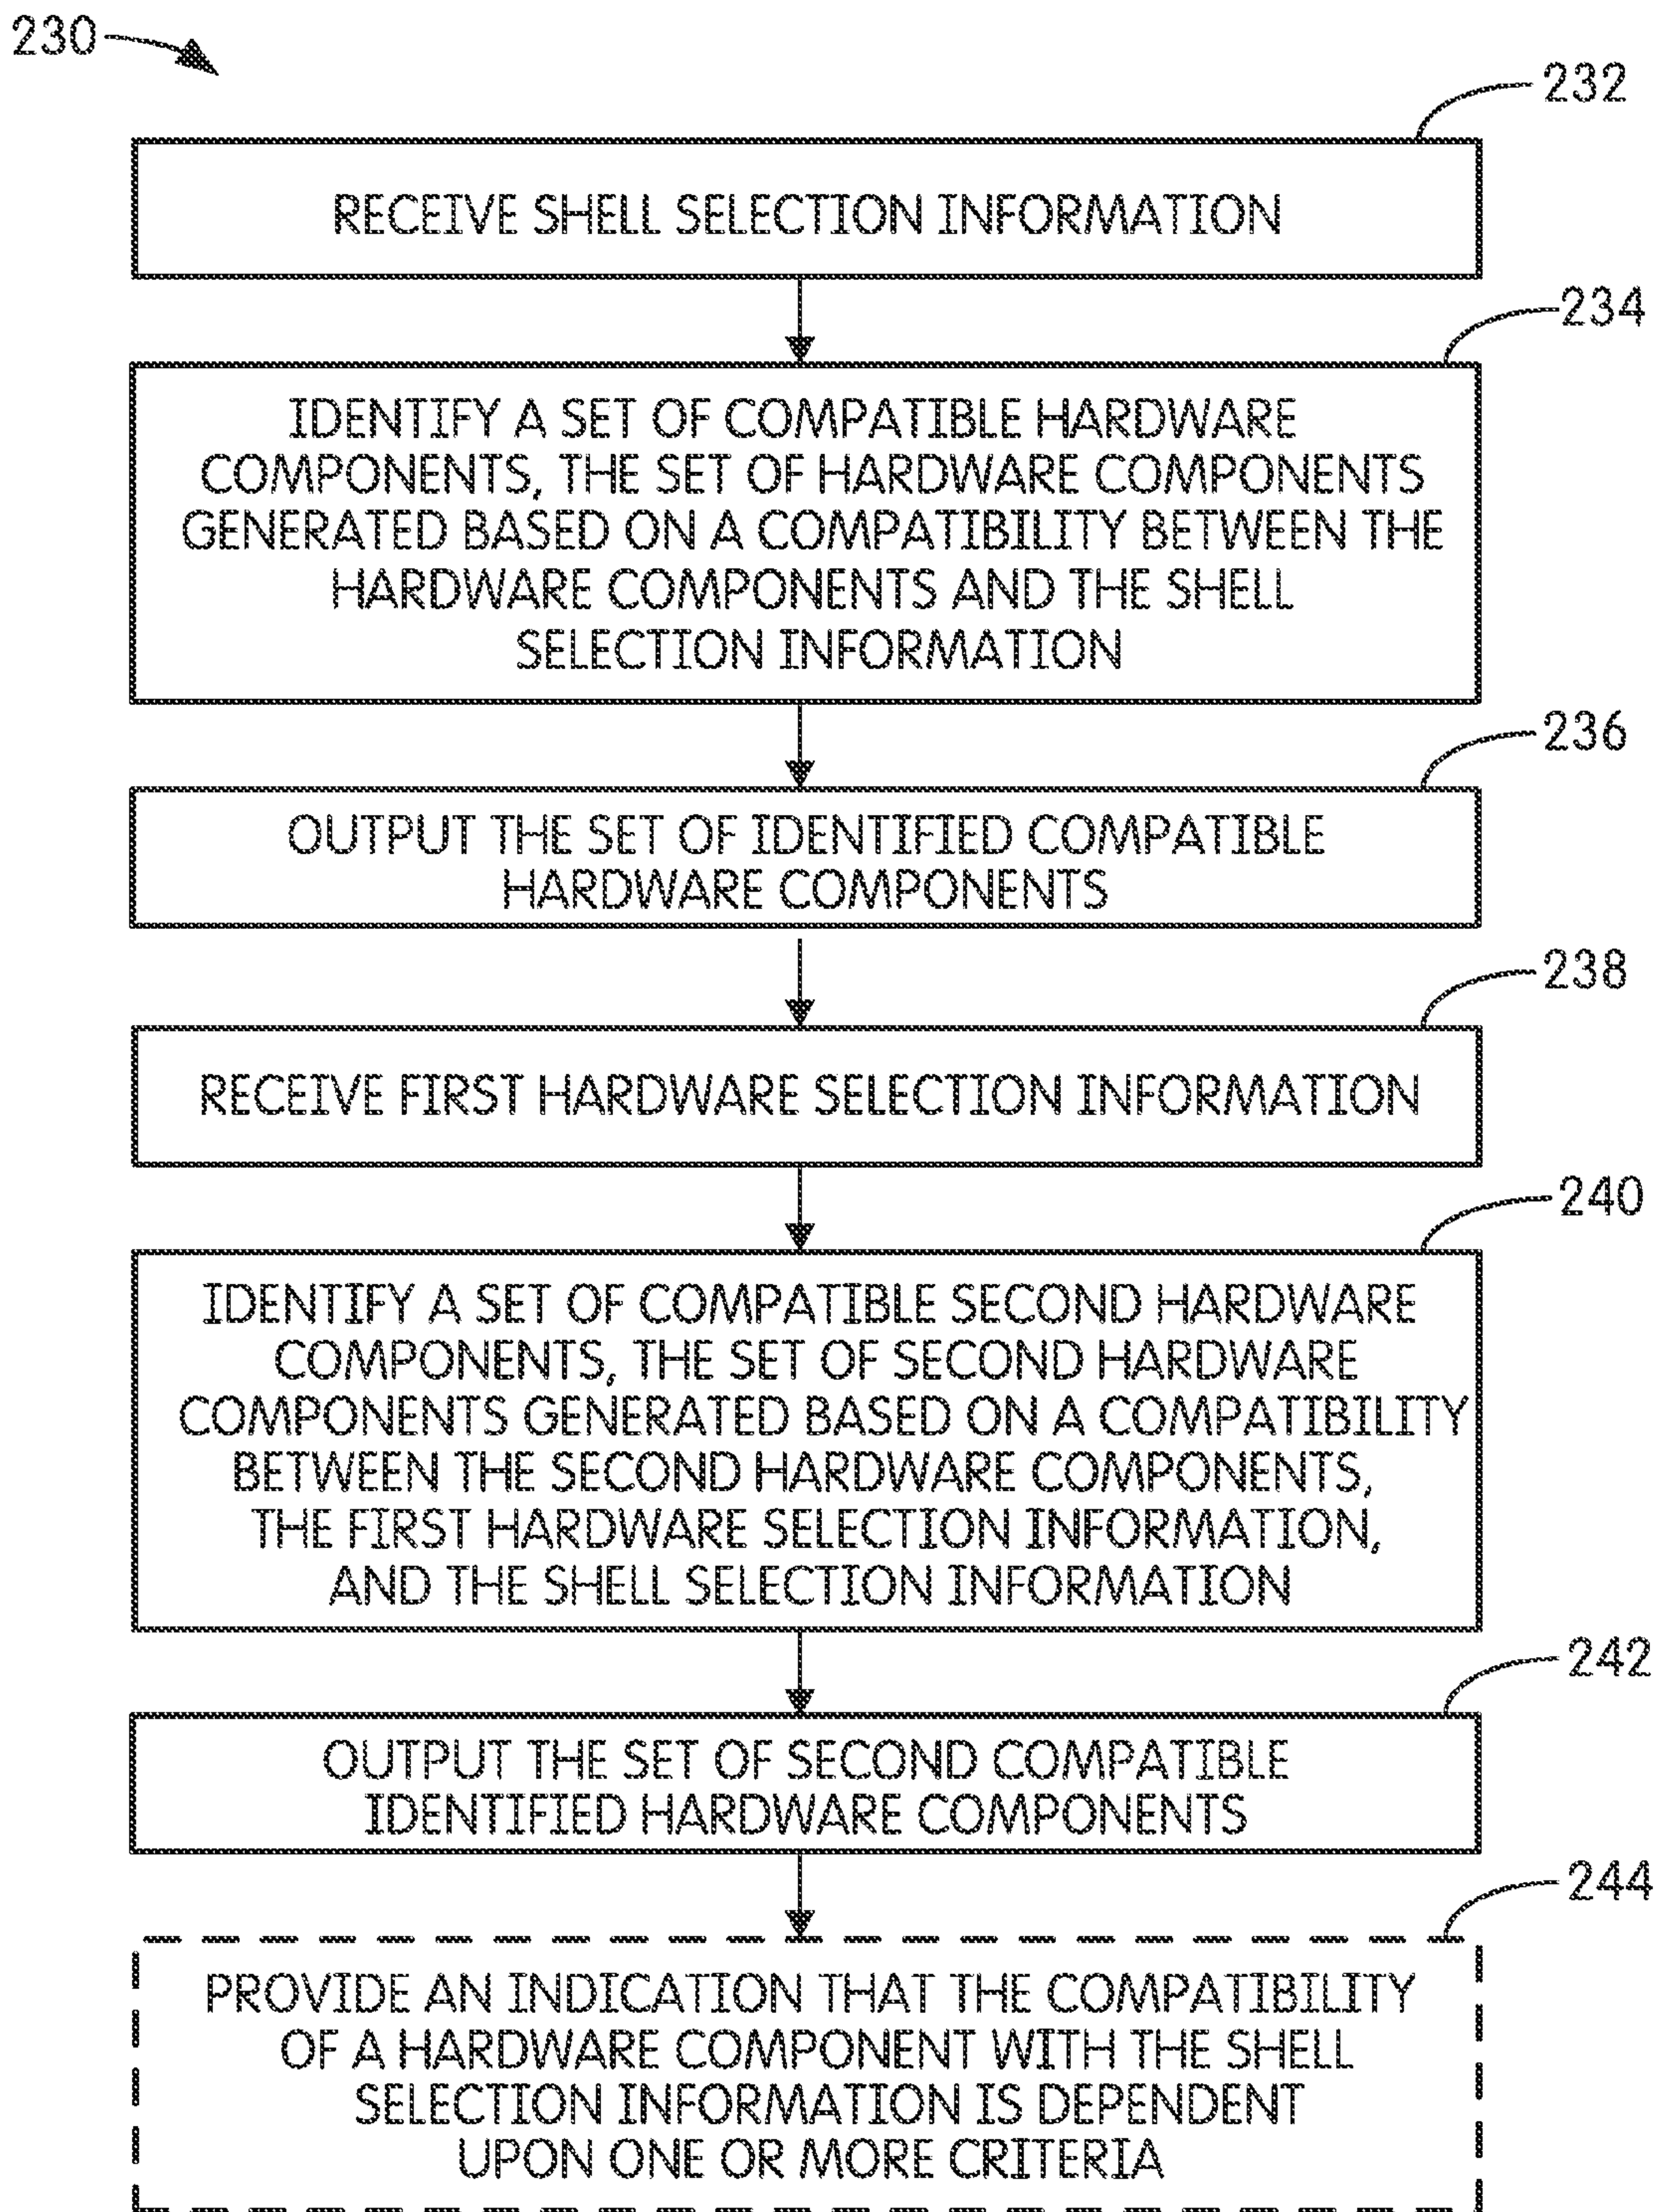 230
232
RECEIVE SHELL SELECTION INFORMATION
234
IDENTIFY A SET OF COMPATIBLE HARDWARE
COMPONENTS, THE SET OF HARDWARE COMPONENTS
GENERATED BASED ON A COMPATIBILITY BETWEEN THE
HARDWARE COMPONENTS AND THE SHELL
SELECTION INFORMATION
236
OUTPUT THE SET OF IDENTIFIED COMPATIBLE
HARDWARE COMPONENTS
238
RECEIVE FIRST HARDWARE SELECTION INFORMATION
240
IDENTIFY A SET OF COMPATIBLE SECOND HARDWARE
COMPONENTS, THE SET OF SECOND HARDWARE
COMPONENTS GENERATED BASED ON A COMPATIBILITY
BETWEEN THE SECOND HARDWARE COMPONENTS,
THE FIRST HARDWARE SELECTION INFORMATION,
AND THE SHELL SELECTION INFORMATION
242
OUTPUT THE SET OF SECOND COMPATIBLE
IDENTIFIED HARDWARE COMPONENTS
244
PROVIDE AN INDICATION THAT THE COMPATIBILITY
OF A HARDWARE COMPONENT WITH THE SHELL
SELECTION INFORMATION IS DEPENDENT
UPON ONE OR MORE CRITERIA